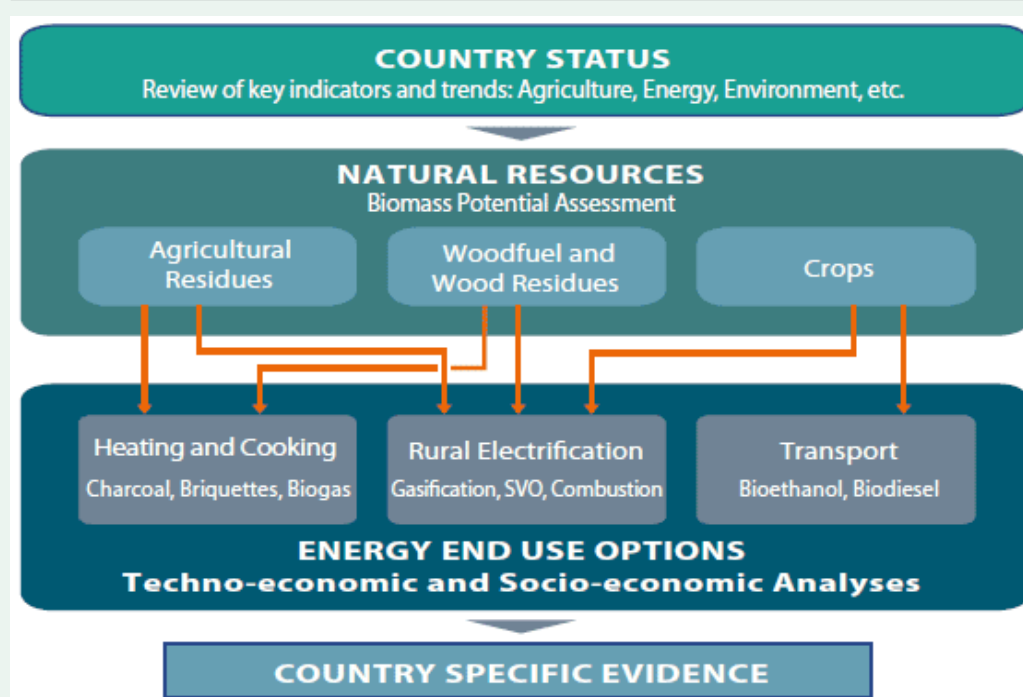 COUNTRY STATUS
Review of key indicators and trends: Agriculture, Energy, Environment, etc.
NATURAL RESOURCES
Biomass Potential Assessment
Agricultural
Residues
Woodfuel and
Wood Residues
Crops
Heating and Cooking
Charcoal, Briquettes, Biogas
Rural Electrification
Gasification, SVO, Combustion
Transport
Bioethanol, Biodiesel
ENERGY END USE OPTIONS
Techno-economic and Socio-economic Analyses
COUNTRY SPECIFIC EVIDENCE